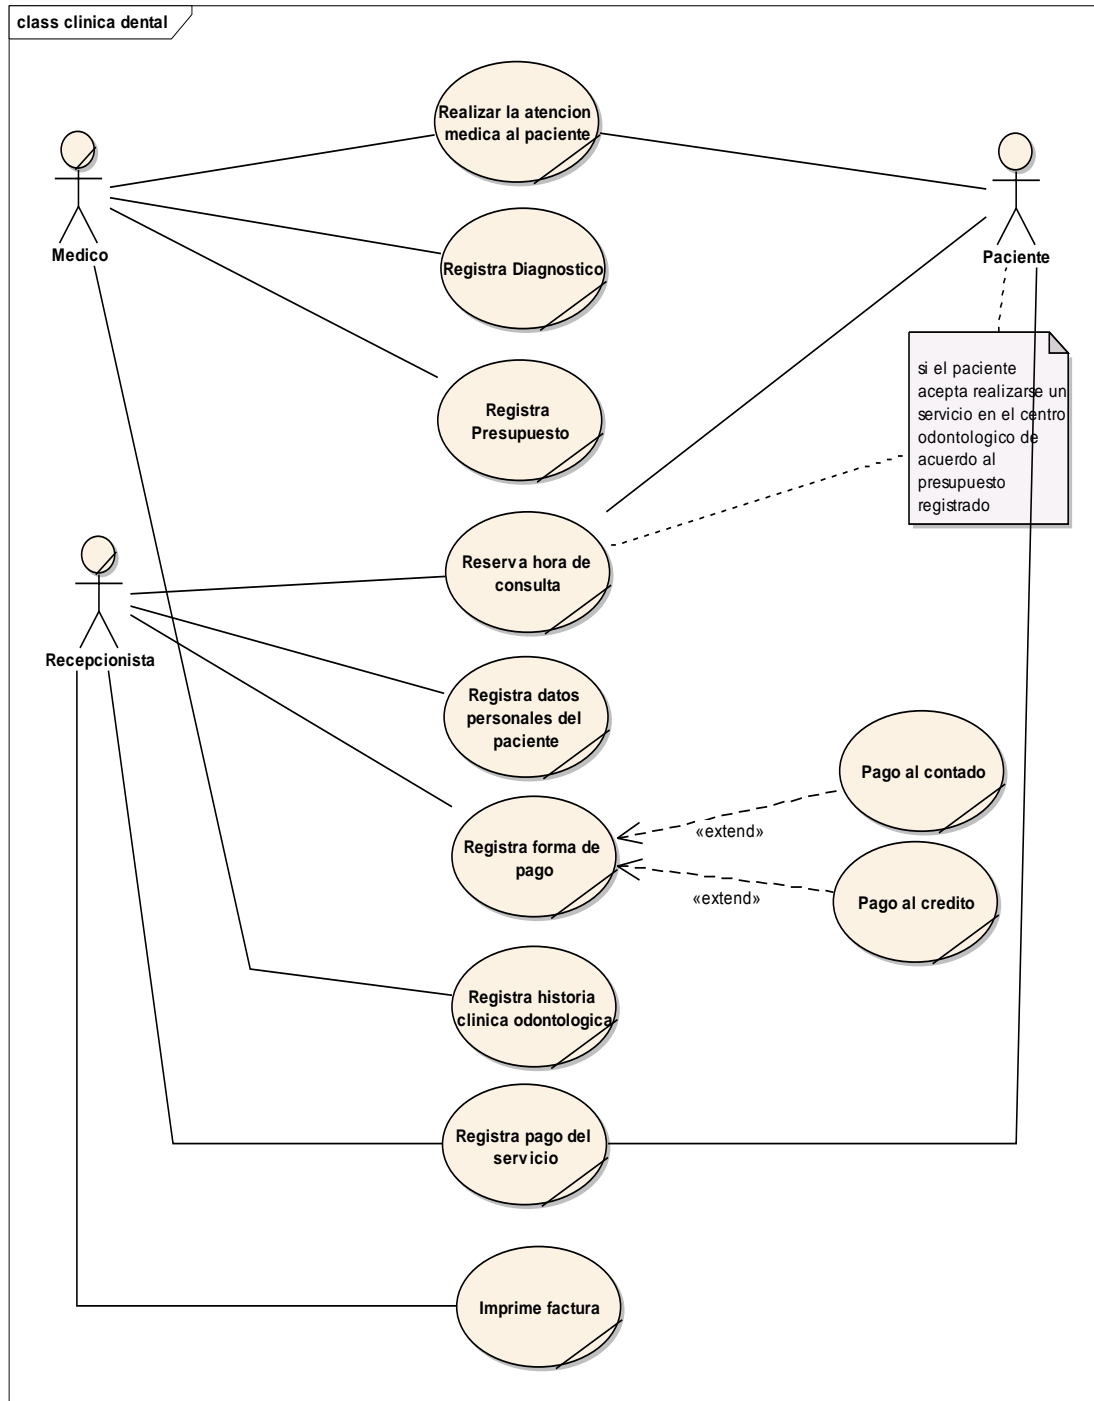 class clinica dental
Realizar la atencion
medica al paciente
Medico
Paciente
Registra Diagnostico
si el paciente
acepta realizarse un
servicio en el centro
odontologico de
acuerdo al
presupuesto
registrado
Registra
Presupuesto
Reserva hora de
consulta
Recepcionista
Registra datos
personales del
paciente
Pago al contado
«extend»
Registra forma de
pago
«extend»
Pago al credito
Registra historia
clinica odontologica
Registra pago del
servicio
Imprime factura